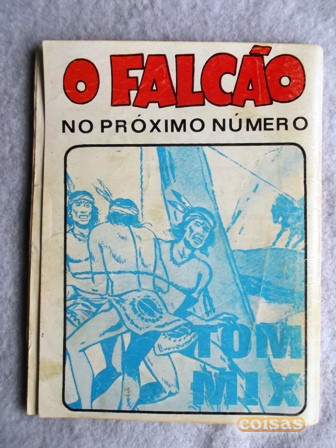 O FALCÃO
NO PRÓXIMO NÚMERO
TOM
MIX
coisas